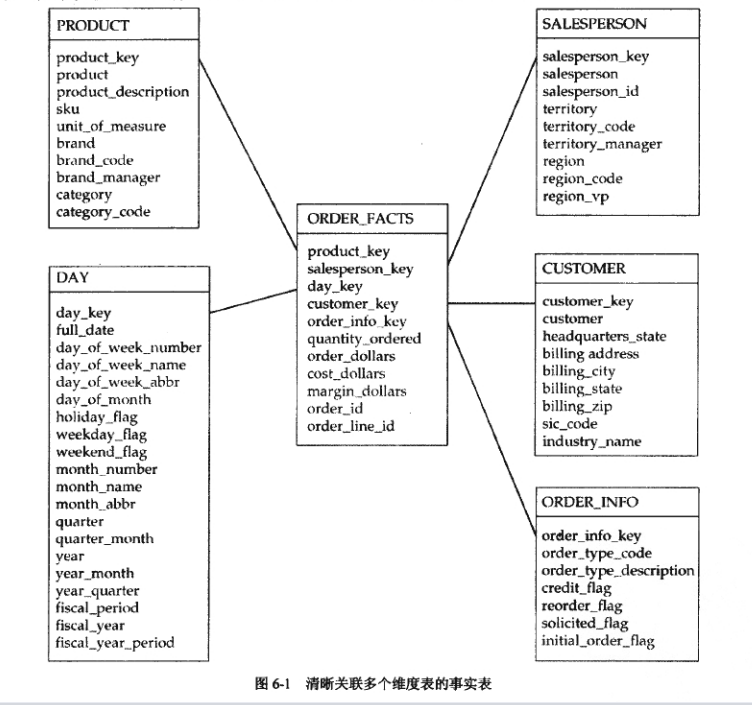 PRODUCT
product_key
product
product_description
sku
unit_of_measure
brand
brand_code
brand_manager
category
category_code
DAY
day_key
full_date
day_of_week_number
day_of_week_name
day_of_week_abbr
day_of_month
holiday_flag
weekday_flag
weekend_flag
month_number
month_name
month_abbr
quarter
quarter_month
year
year_month
year_quarter
fiscal_period
fiscal_year
fiscal_year_period
ORDER_FACTS
product_key
salesperson_key
day_key
customer_key
order_info_key
quantity_ordered
order_dollars
cost_dollars
margin_dollars
order_id
order_line_id
SALESPERSON
salesperson_key
salesperson
salesperson_id
territory
territory_code
territory_manager
region
region_code
region_vp
CUSTOMER
customer_key
customer
headquarters_state
billing address
billing_city
billing_state
billing_zip
sic_code
industry_name
ORDER_INFO
order_info_key
order_type_code
order_type_description
credit_flag
reorder_flag
solicited_flag
initial_order_flag
图 6-1 清晰关联多个维度表的事实表